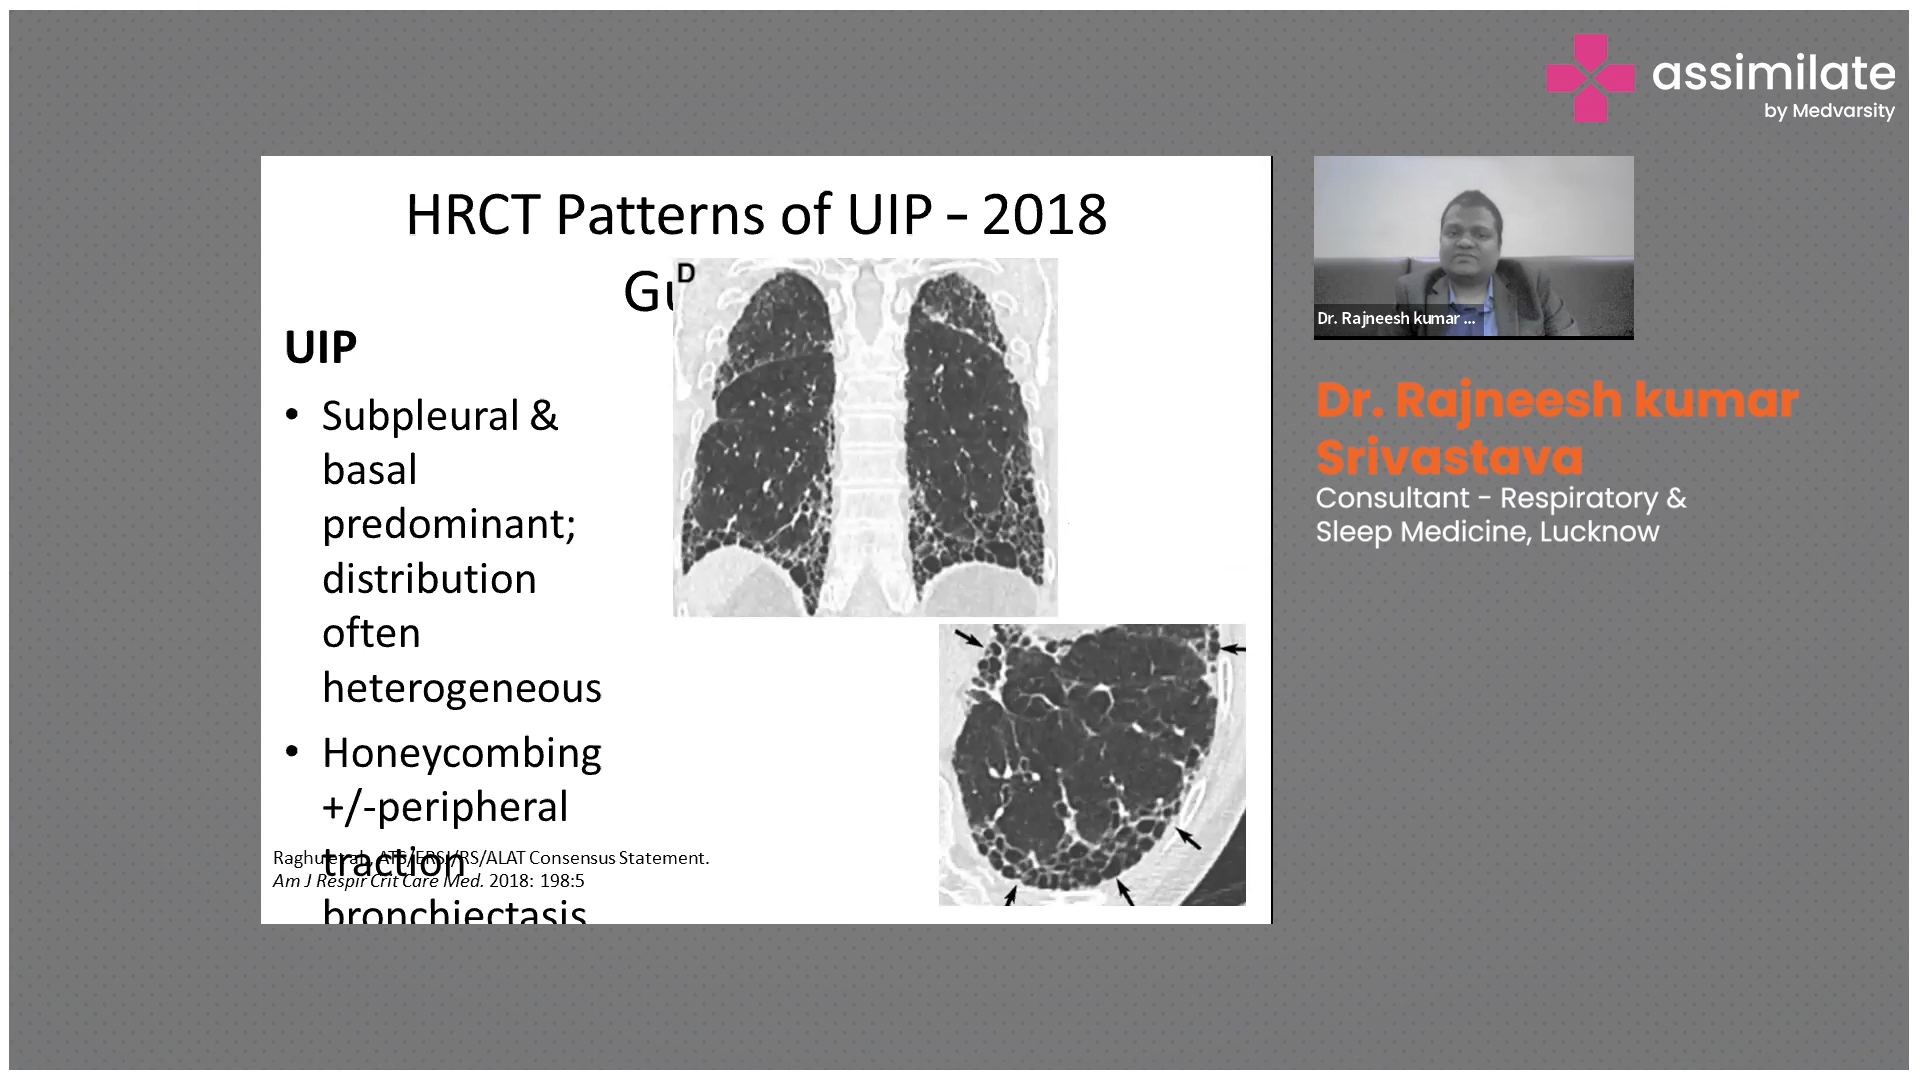 assimilate
by Medvarsity
HRCT Patterns of UIP – 2018
D
UIP
• Subpleural &
basal
predominant;
distribution
often
heterogeneous
• Honeycombing
+/-peripheral
traction
bronchiectasis
Raghu et al, ATS/ERS/JRS/ALAT Consensus Statement.
Am J Respir Crit Care Med. 2018: 198:5
Dr. Rajneesh kumar ...
Dr. Rajneesh kumar
Srivastava
Consultant - Respiratory &
Sleep Medicine, Lucknow